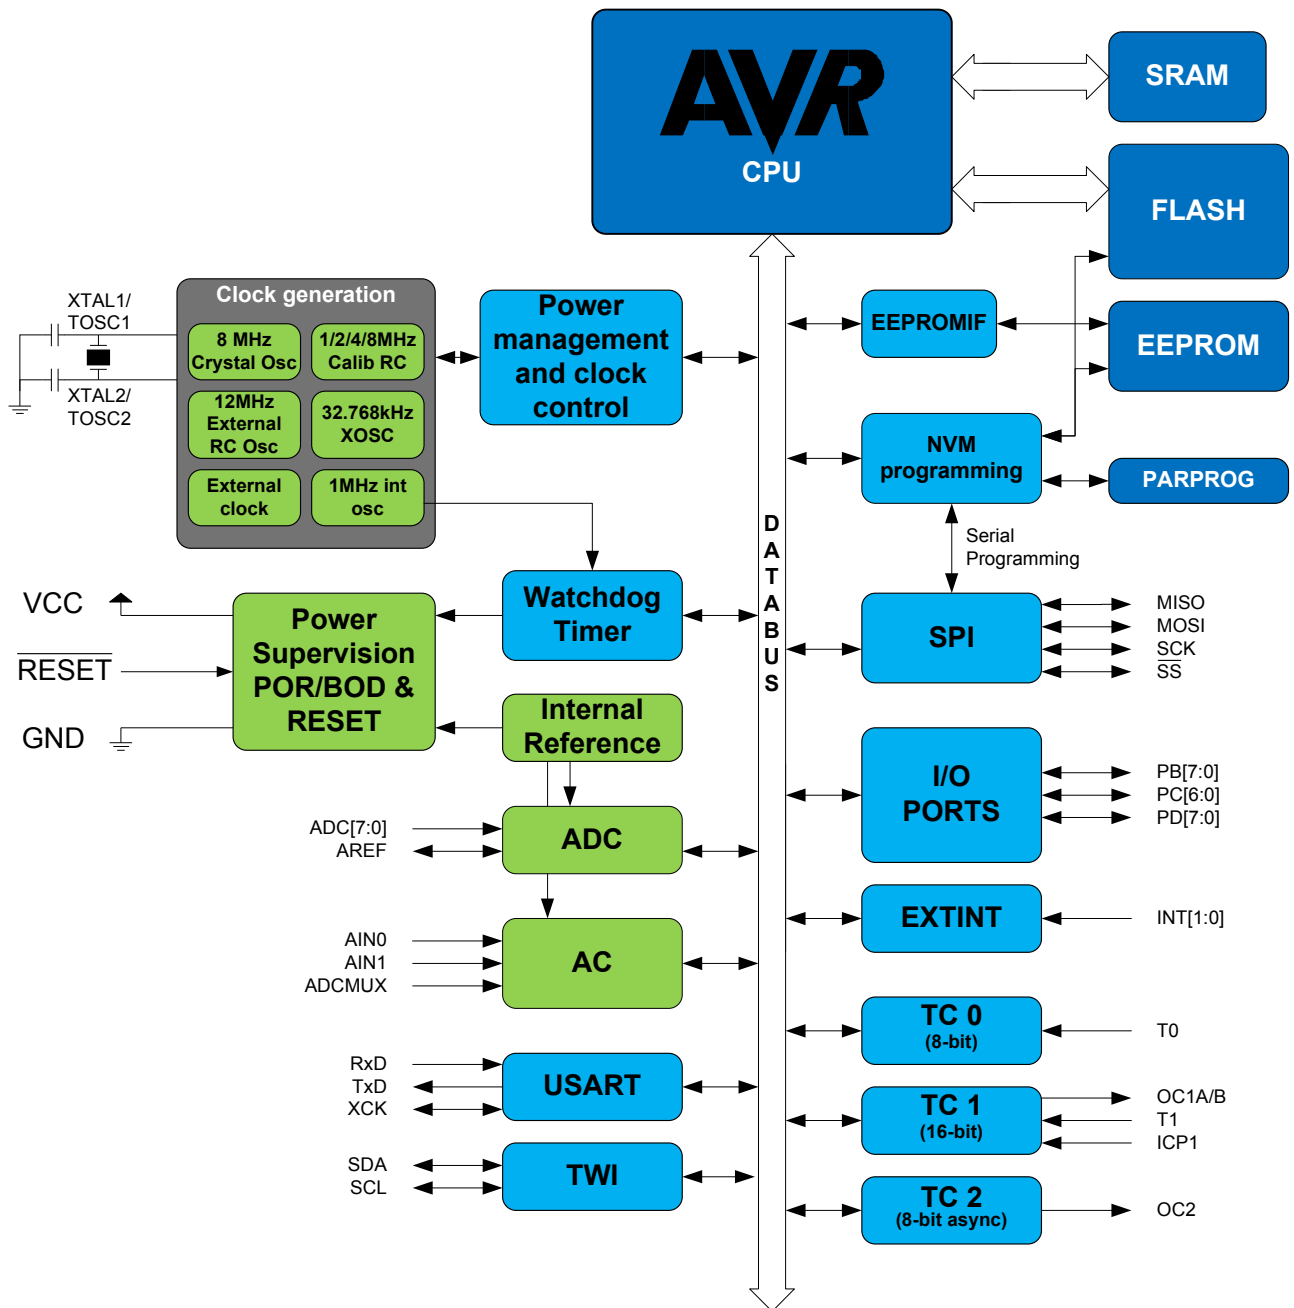 AVR
CPU
SRAM
FLASH
EEPROM
PARPROG
XTAL1/
TOSC1
XTAL2/
TOSC2
Clock generation
8 MHz
Crystal Osc
1/2/4/8MHz
Calib RC
12MHz
External
RC Osc
32.768kHz
XOSC
External
clock
1MHz int
osc
Power
management
and clock
control
EEPROMIF
NVM
programming
Serial
Programming
DATABUS
VCC
RESET
GND
Power
Supervision
POR/BOD &
RESET
Watchdog
Timer
Internal
Reference
SPI
MISO
MOSI
SCK
SS
I/O
PORTS
PB[7:0]
PC[6:0]
PD[7:0]
ADC[7:0]
AREF
ADC
EXTINT
INT[1:0]
AIN0
AIN1
ADCMUX
AC
TC 0
(8-bit)
T0
RxD
TxD
XCK
USART
TC 1
(16-bit)
OC1A/B
T1
ICP1
SDA
SCL
TWI
TC 2
(8-bit async)
OC2